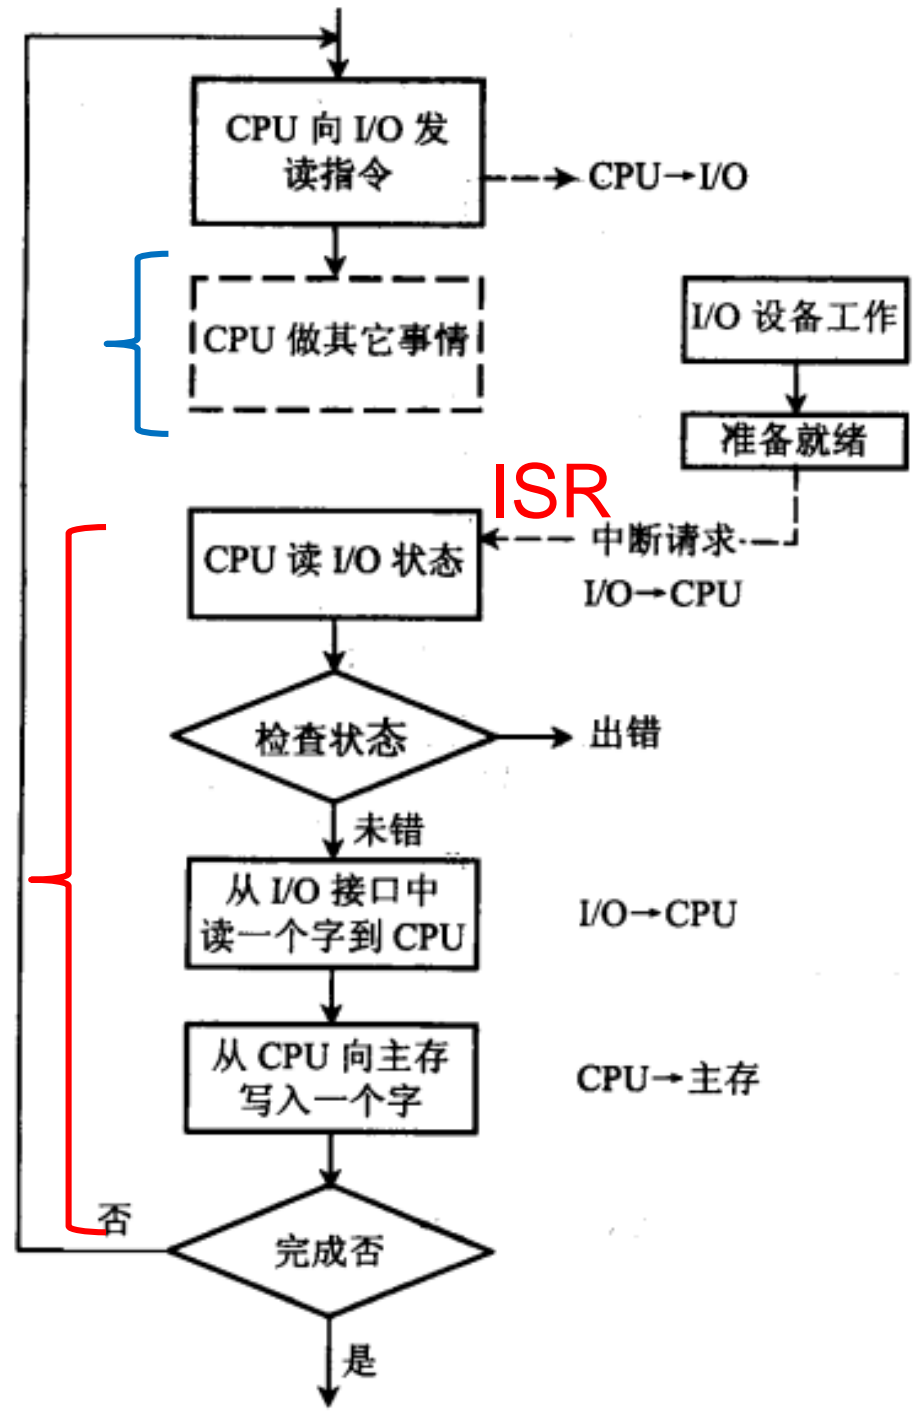 CPU 向 I/O 发
读指令
CPU→I/O
CPU 做其它事情
I/O 设备工作
准备就绪
ISR
中断请求
I/O→CPU
CPU 读 I/O 状态
检查状态
出错
未错
从 I/O 接口中
读一个字到 CPU
I/O→CPU
从 CPU 向主存
写入一个字
CPU→主存
否
完成否
是